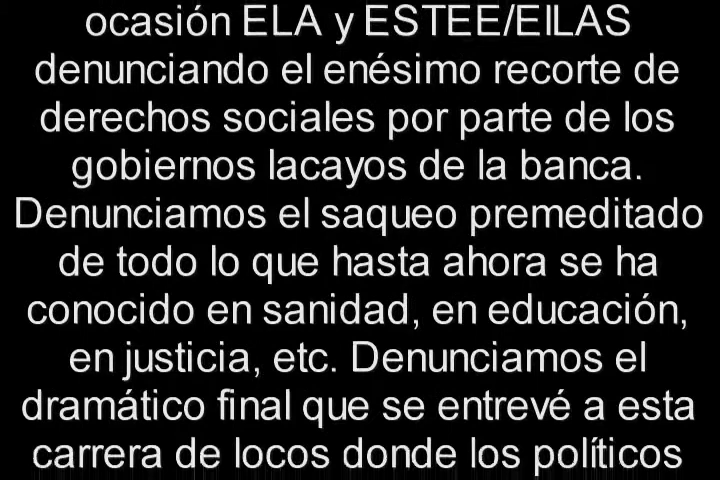 ocasión ELA y ESTEE/EILAS
denunciando el enésimo recorte de
derechos sociales por parte de los
gobiernos lacayos de la banca.
Denunciamos el saqueo premeditado
de todo lo que hasta ahora se ha
conocido en sanidad, en educación,
en justicia, etc. Denunciamos el
dramático final que se entrevé a esta
carrera de locos donde los políticos